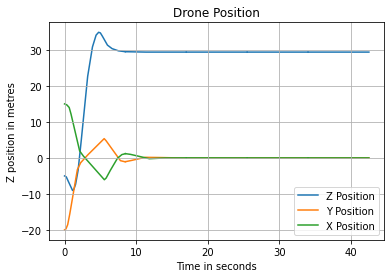 Drone Position
Z position in metres
30
20
10
0
−10
−20
0
10
20
30
40
Time in seconds
Z Position
Y Position
X Position